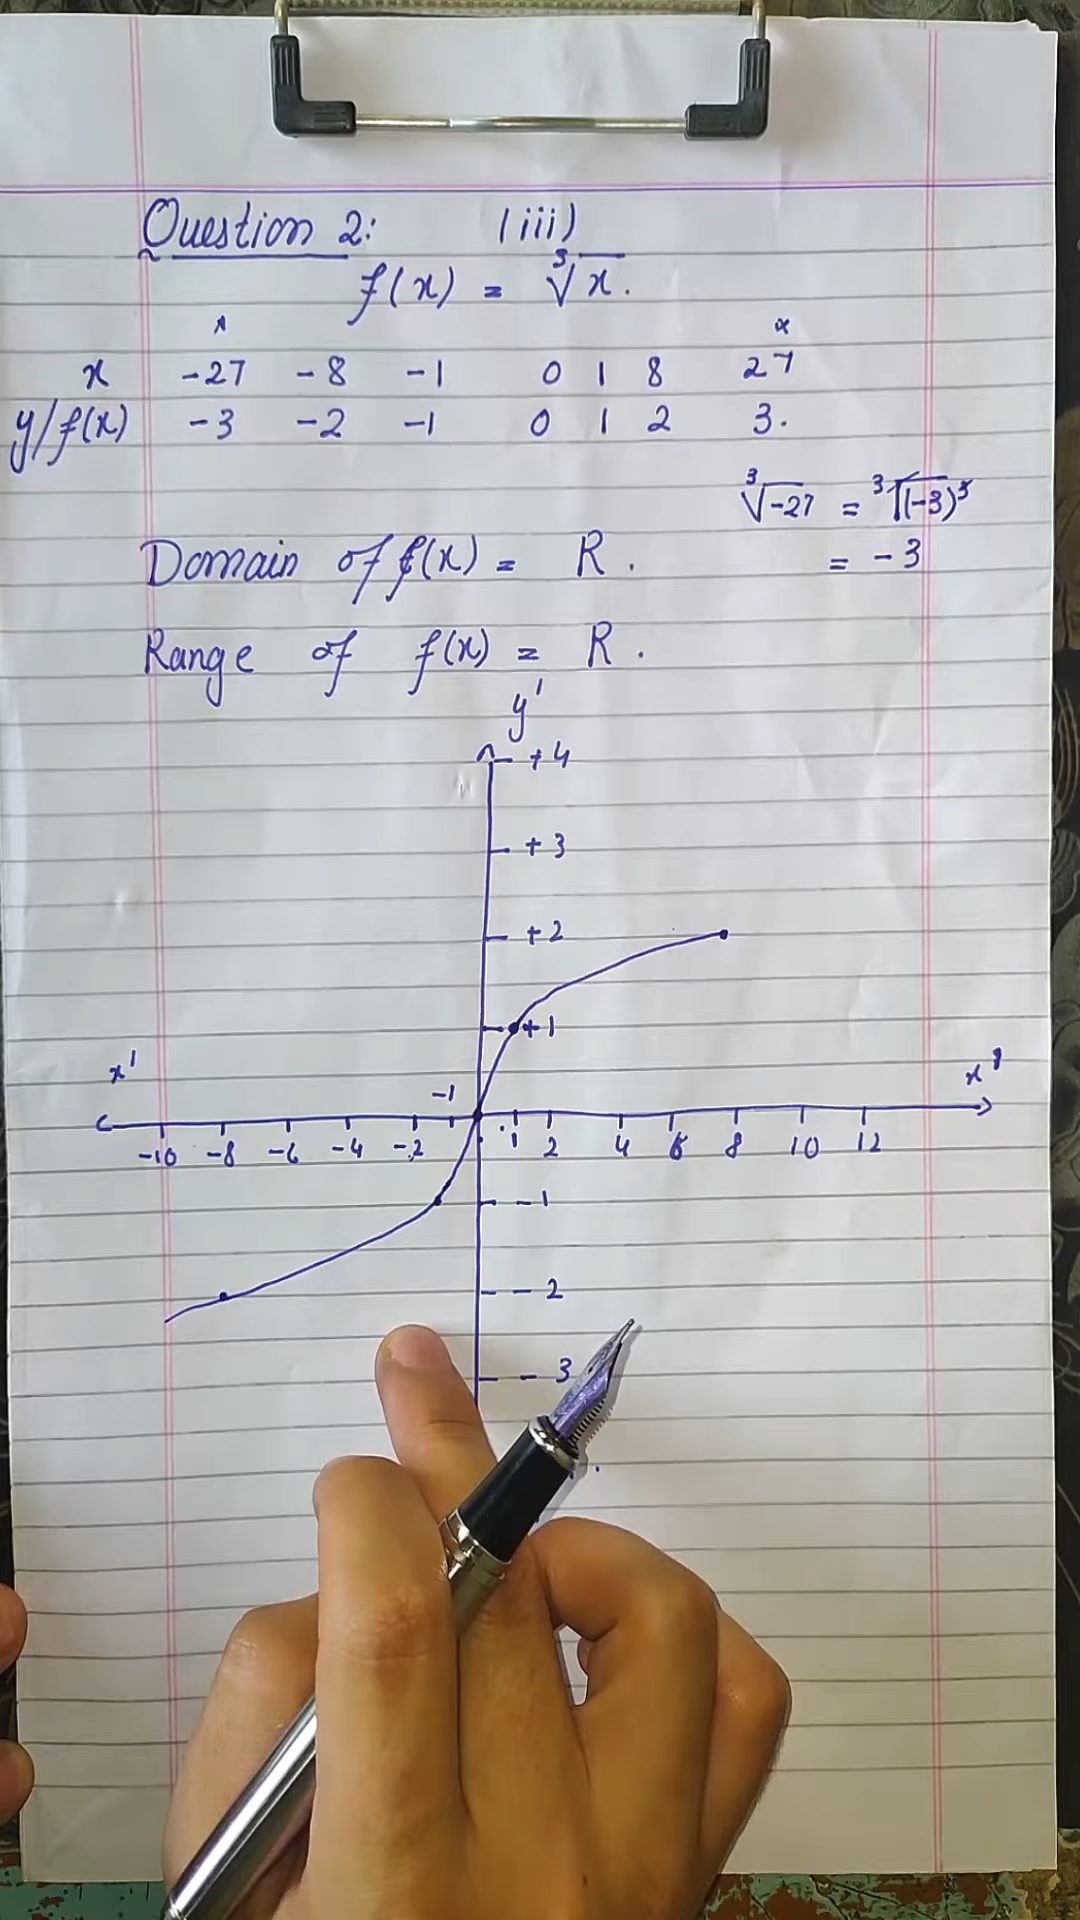 Question 2: (iii)
f(x) = ∛x.
x -27 -8 -1 0 1 8 27
y/f(x) -3 -2 -1 0 1 2 3.
∛-27 = ∛(-3)³
= -3
Domain of f(x) = R.
Range of f(x) = R.
y'
+4
+3
+2
+1
x' -1 x'
-10 -8 -6 -4 -2 1 2 4 6 8 10 12
-1
-2
-3